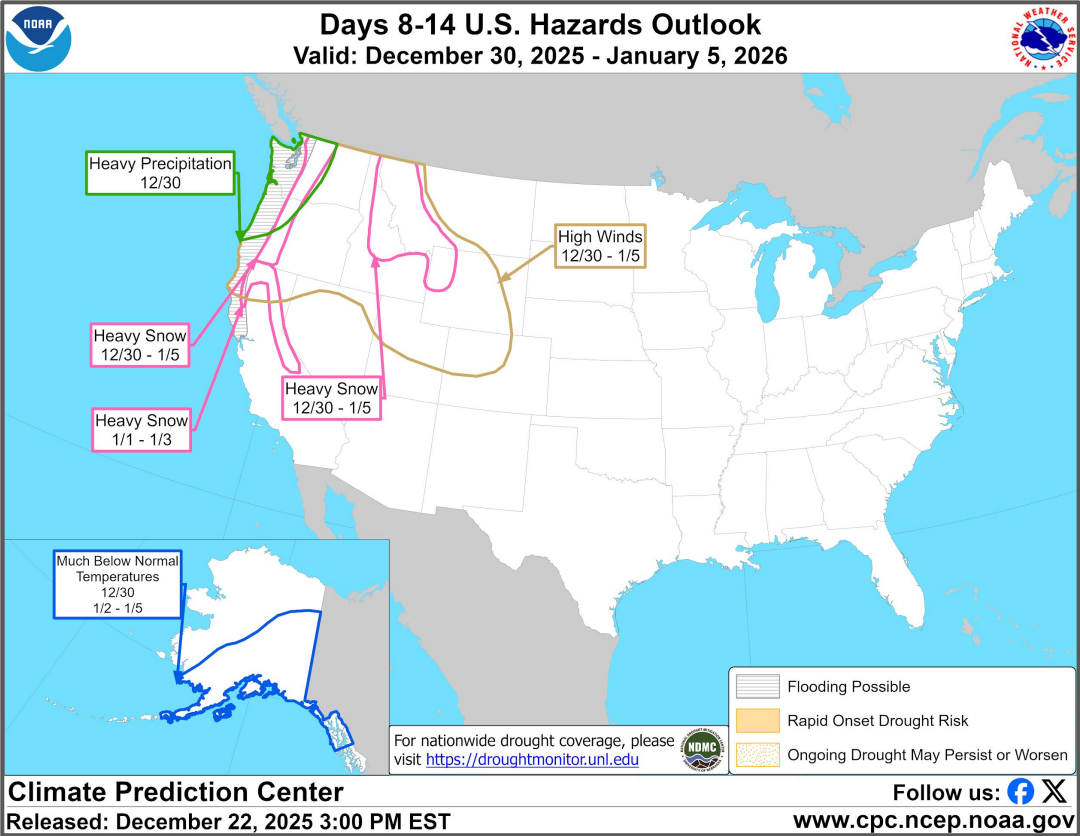 NOAA
Days 8-14 U.S. Hazards Outlook
Valid: December 30, 2025 - January 5, 2026
NATIONAL WEATHER SERVICE
Heavy Precipitation
12/30
High Winds
12/30 - 1/5
Heavy Snow
12/30 - 1/5
Heavy Snow
12/30 - 1/5
Heavy Snow
1/1 - 1/3
Much Below Normal
Temperatures
12/30
1/2 - 1/5
Flooding Possible
Rapid Onset Drought Risk
Ongoing Drought May Persist or Worsen
For nationwide drought coverage, please
visit https://droughtmonitor.unl.edu
NDMC
Climate Prediction Center
Follow us:
Released: December 22, 2025 3:00 PM EST
www.cpc.ncep.noaa.gov